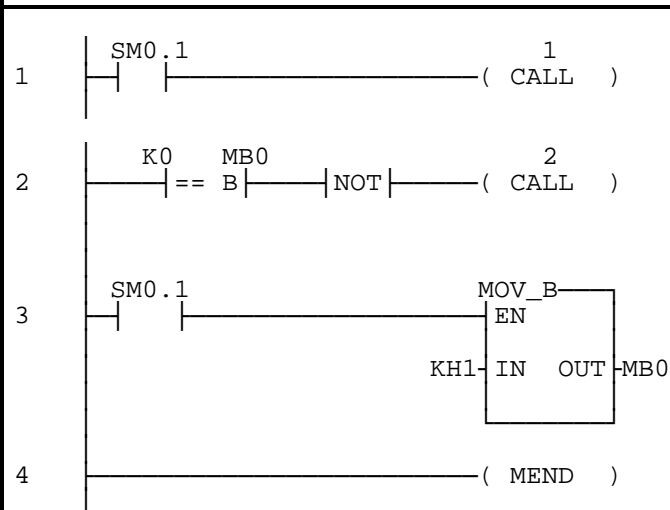 SM0.1 1
1 ( CALL )
K0 MB0 2
2 == B NOT ( CALL )
SM0.1 MOV_B
3 EN
KH1 IN OUT MB0
4 ( MEND )